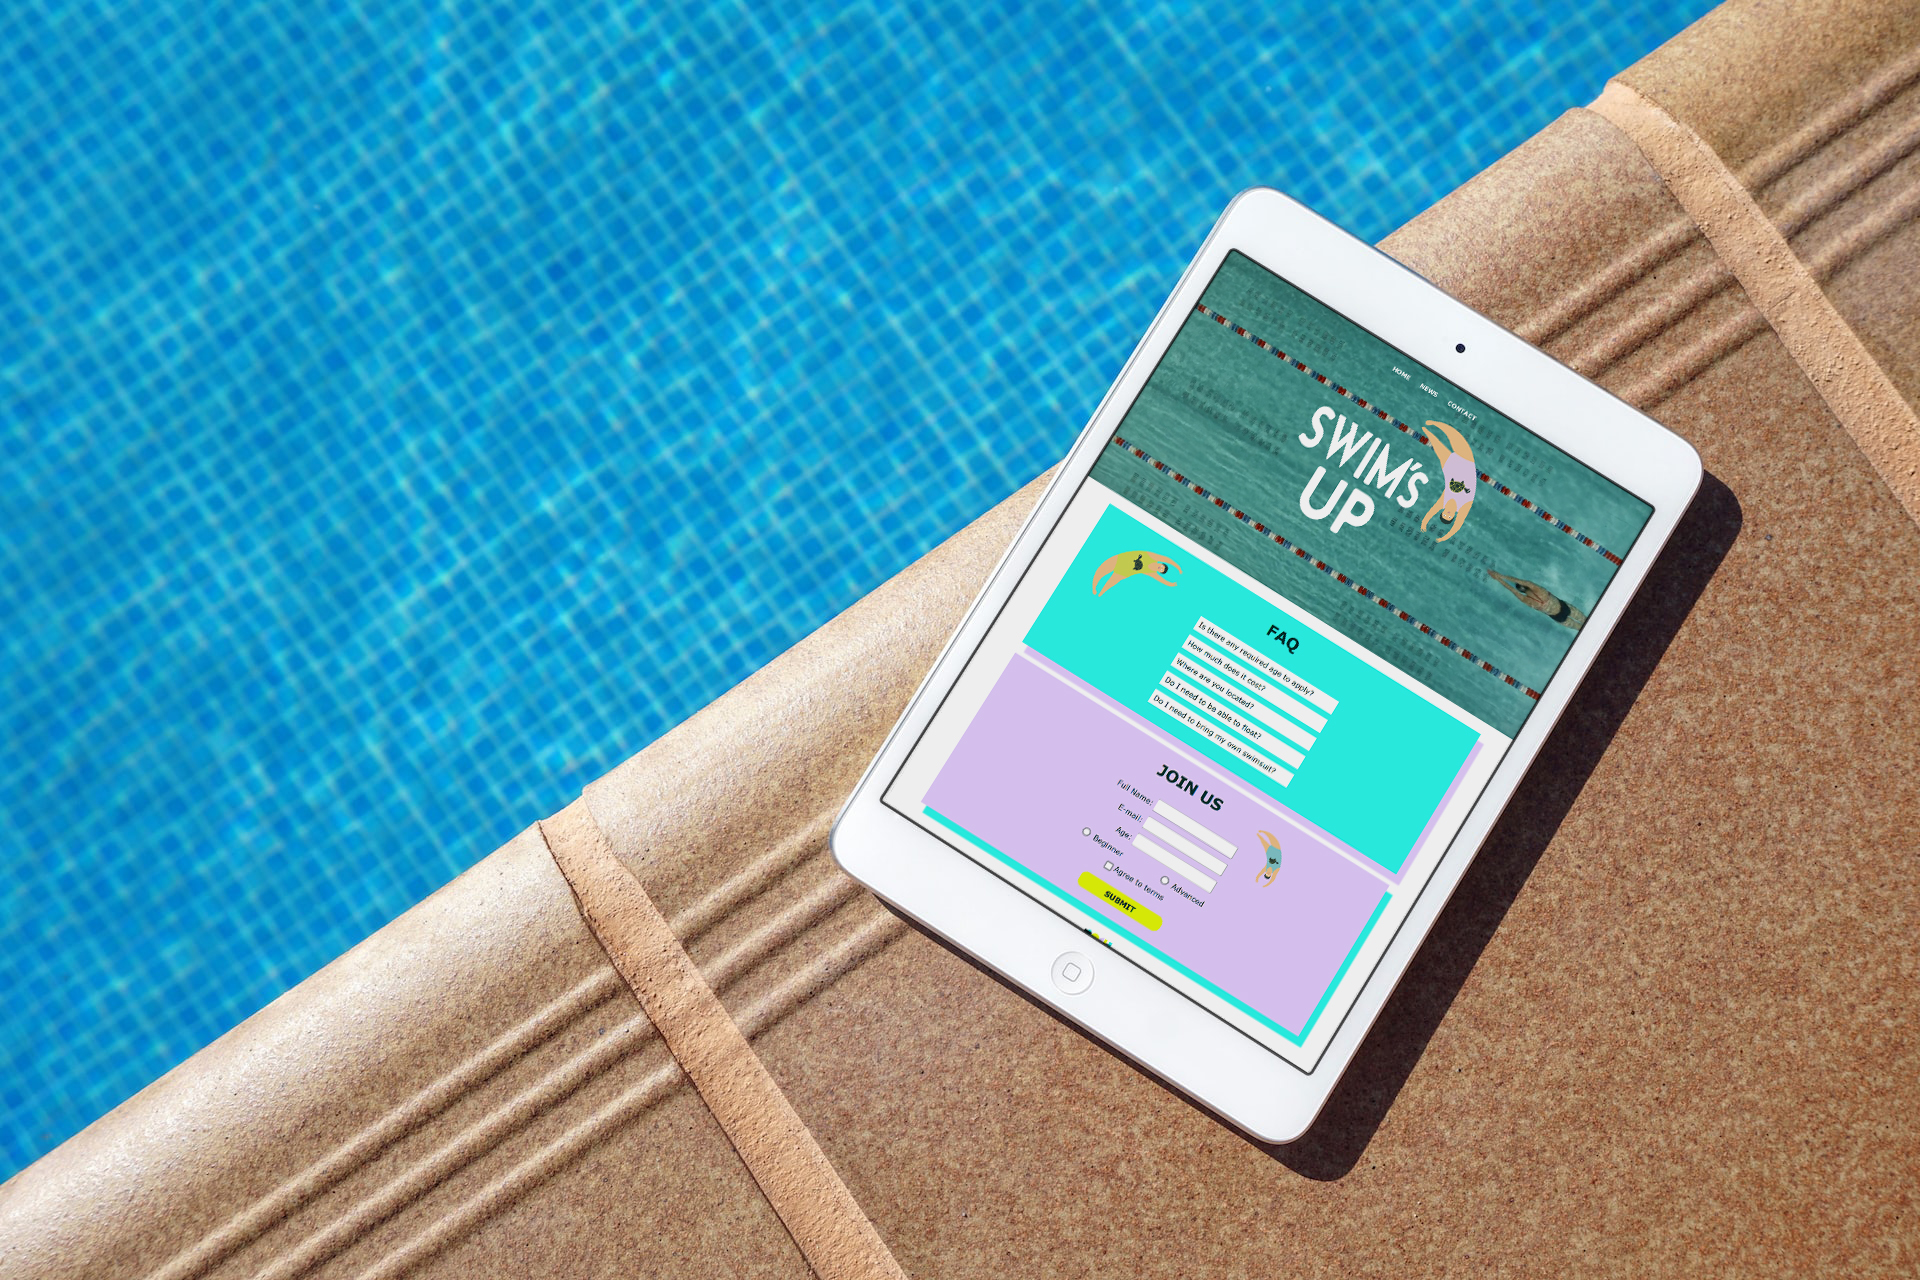 HOME NEWS CONTACT
SWIM'S
UP
FAQ
Is there any required age to apply?
How much does it cost?
Where are you located?
Do I need to be able to float?
Do I need to bring my own swimsuit?
JOIN US
Full Name:
E-mail:
Age:
Beginner
Advanced
Agree to terms
SUBMIT